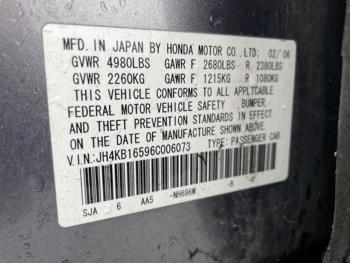 MFD. IN JAPAN BY HONDA MOTOR CO., LTD. 02/06
GVWR 4980LBS GAWR F 2680LBS R 2380LBS
GVWR 2260KG GAWR F 1215KG R 1080KG
THIS VEHICLE CONFORMS TO ALL APPLICABLE
FEDERAL MOTOR VEHICLE SAFETY , BUMPER,
AND THEFT PREVENTION STANDARDS IN EFFECT
ON THE DATE OF MANUFACTURE SHOWN ABOVE.
V.I.N.:JH4KB16596C006073 TYPE: PASSENGER CAR
SJA 6 AA5 -NH686M -B